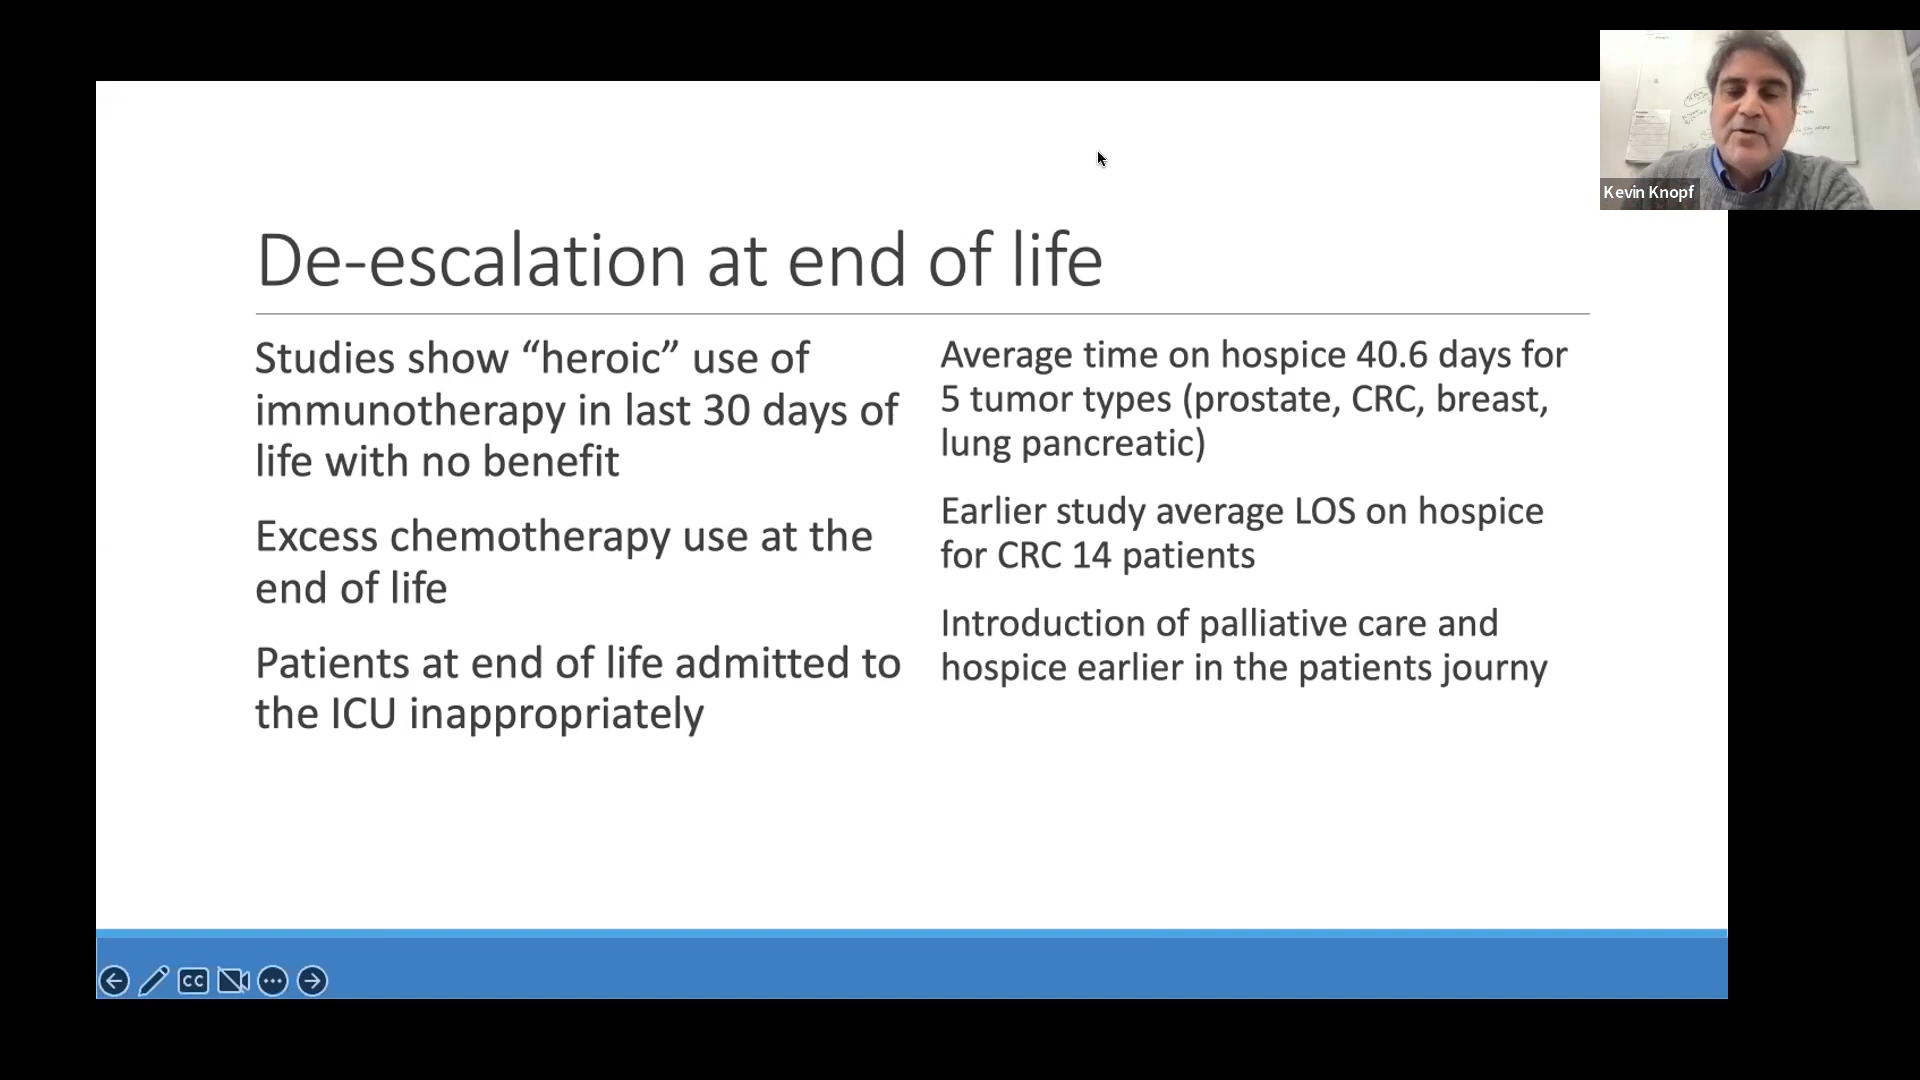 De-escalation at end of life
Studies show “heroic” use of
immunotherapy in last 30 days of
life with no benefit
Excess chemotherapy use at the
end of life
Patients at end of life admitted to
the ICU inappropriately
Average time on hospice 40.6 days for
5 tumor types (prostate, CRC, breast,
lung pancreatic)
Earlier study average LOS on hospice
for CRC 14 patients
Introduction of palliative care and
hospice earlier in the patients journy
Kevin Knopf
CC